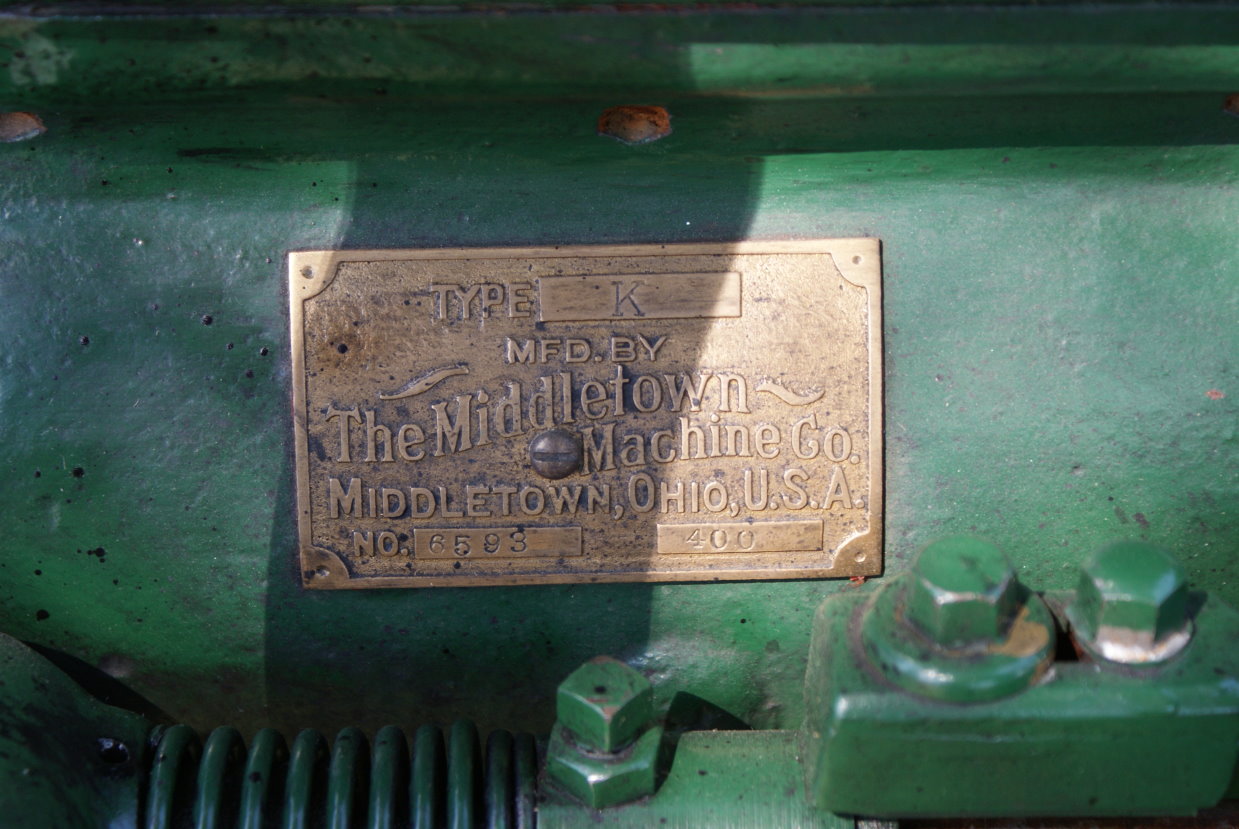 TYPE K
MFD. BY
The Middletown
Machine Co.
MIDDLETOWN, OHIO, U.S.A.
NO. 6593 400